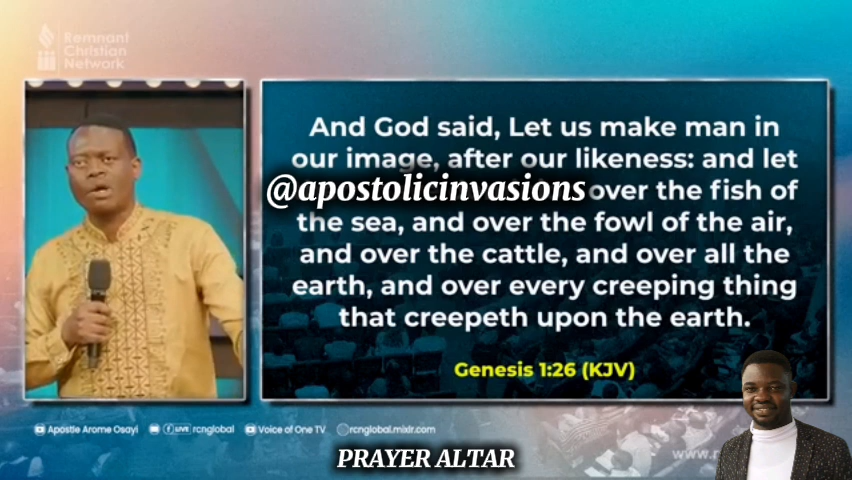 Remnant
Christian
Network
And God said, Let us make man in
our image, after our likeness: and let
@apostolicinvasions over the fish of
the sea, and over the fowl of the air,
and over the cattle, and over all the
earth, and over every creeping thing
that creepeth upon the earth.
Genesis 1:26 (KJV)
Apostle Arome Osayi
LIVE rcnglobal
Voice of One TV
rcnglobal.mixlr.com
PRAYER ALTAR